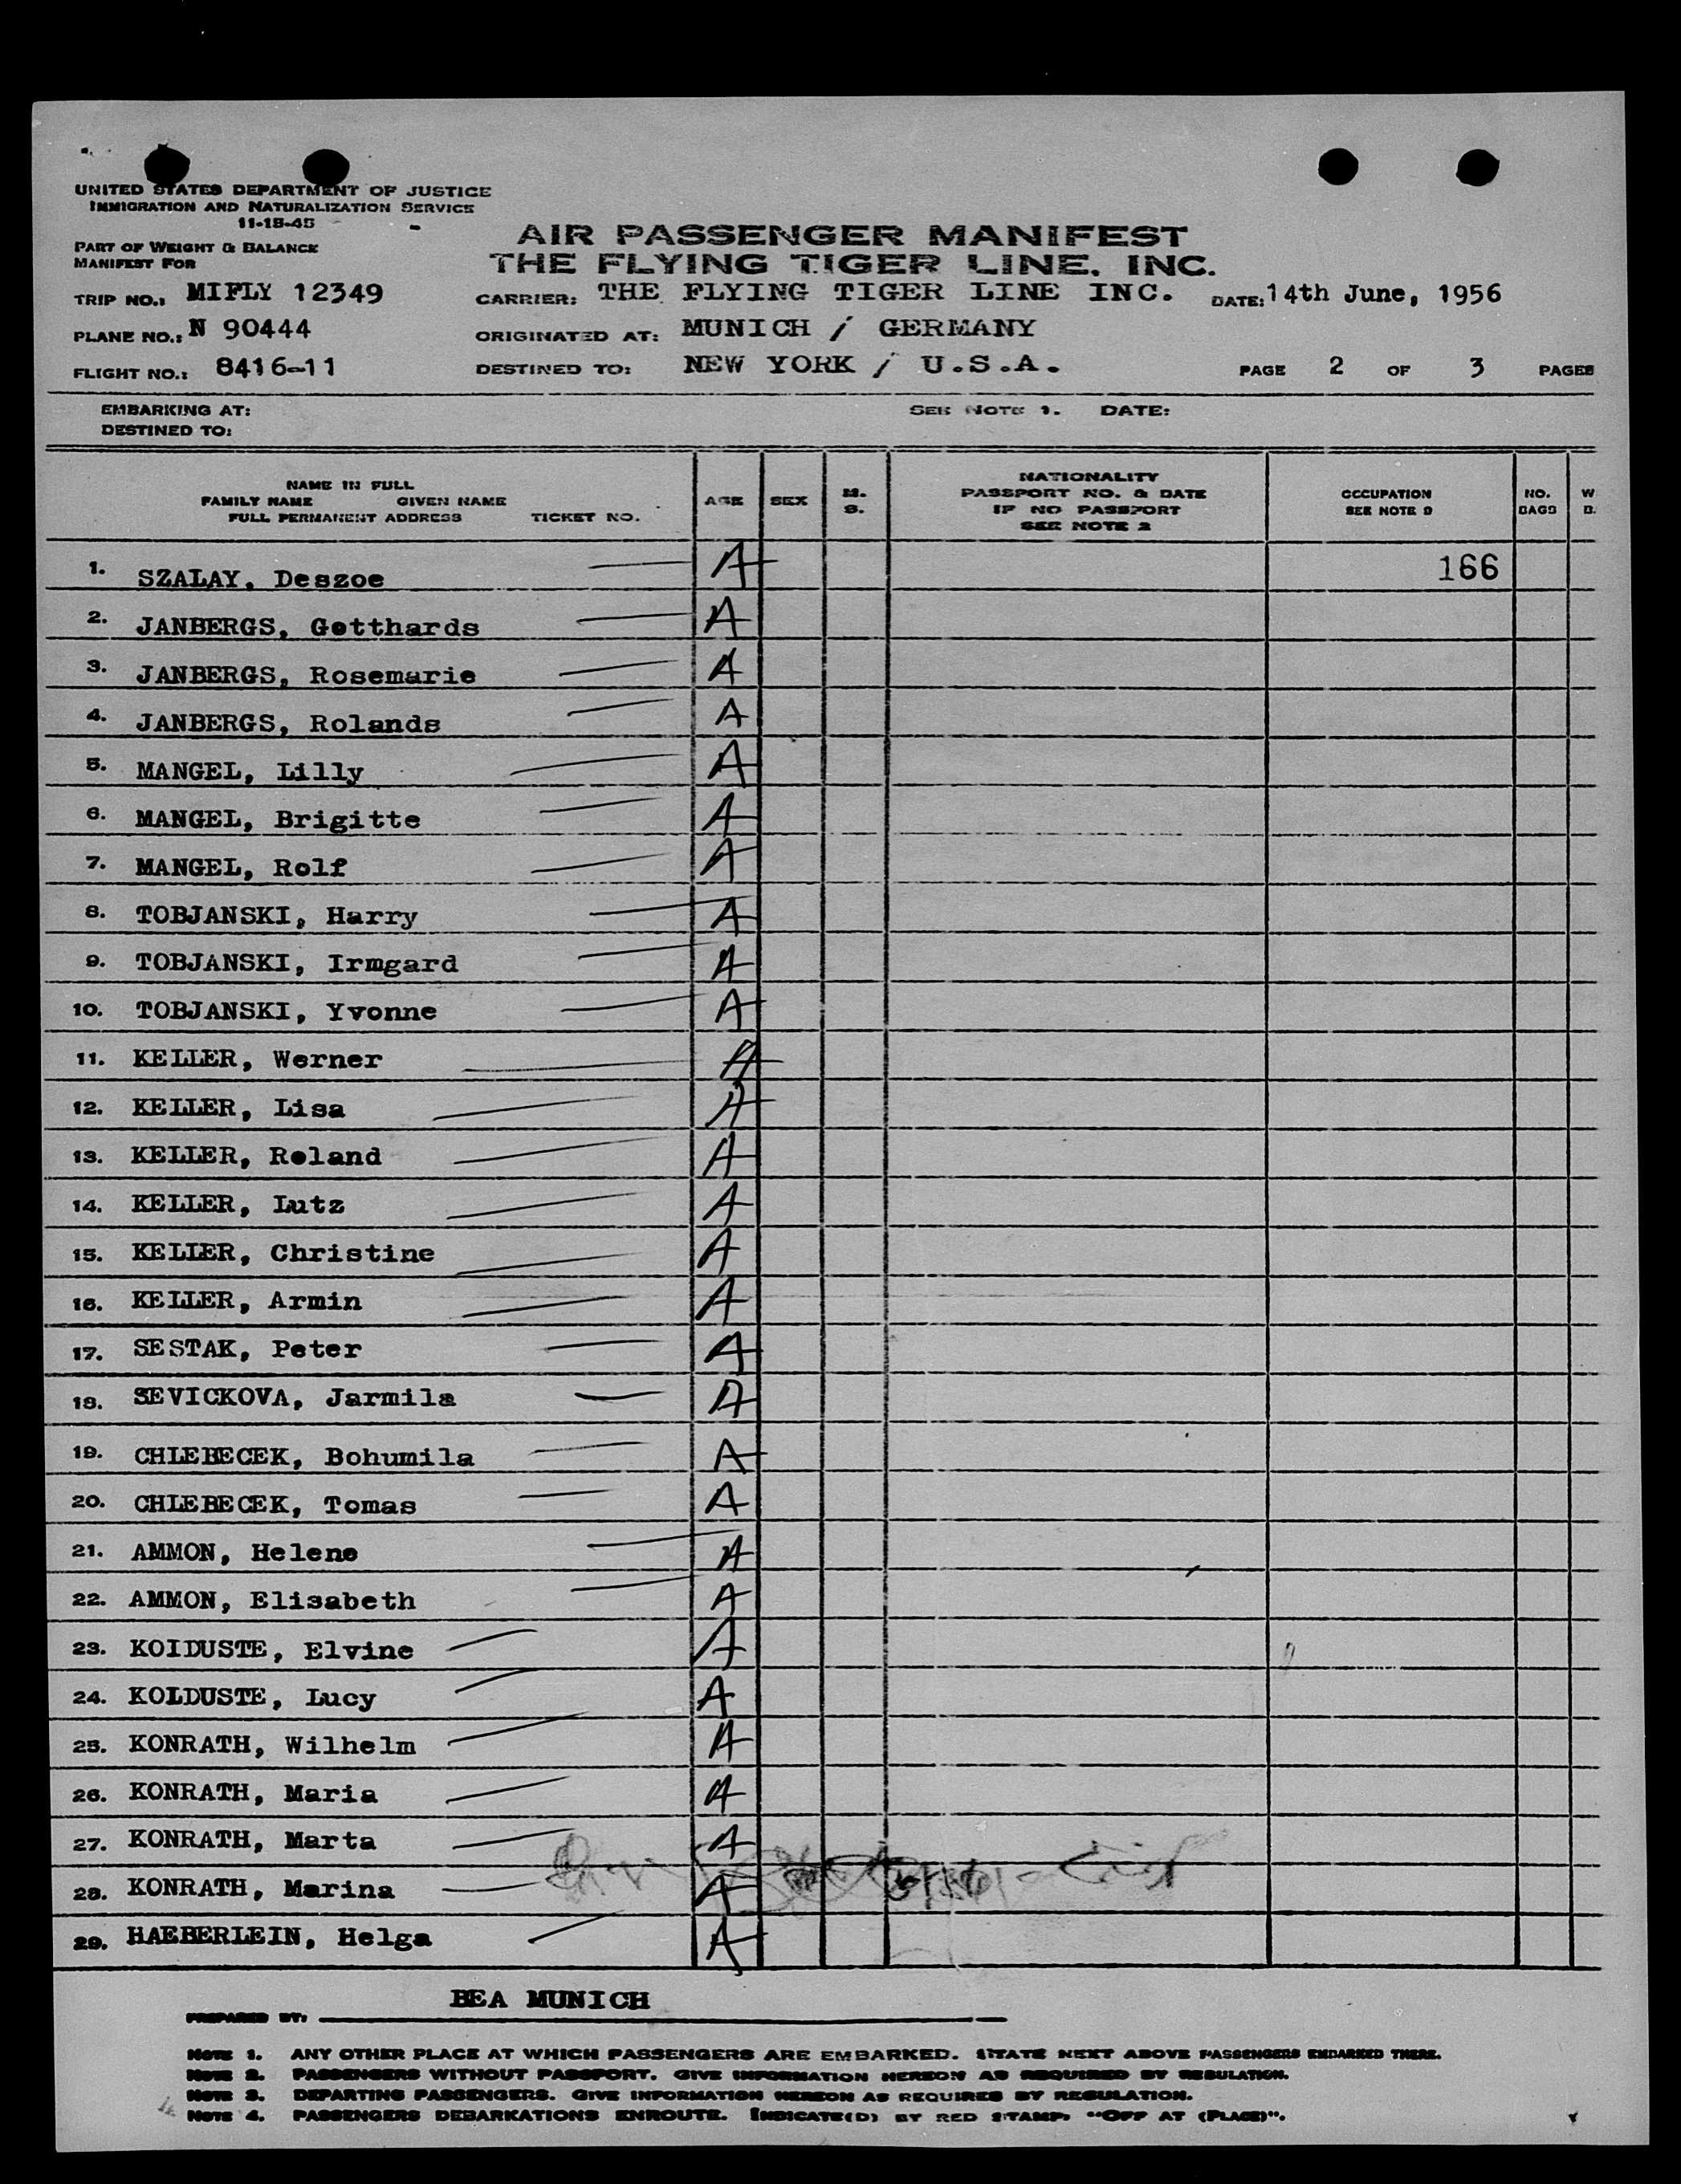 UNITED STATES DEPARTMENT OF JUSTICE
IMMIGRATION AND NATURALIZATION SERVICE
11-18-45
PART OF WEIGHT & BALANCE
MANIFEST FOR
AIR PASSENGER MANIFEST
THE FLYING TIGER LINE. INC.
TRIP NO.: MIFLY 12349 CARRIER: THE FLYING TIGER LINE INC. DATE: 14th June, 1956
PLANE NO.: N 90444 ORIGINATED AT: MUNICH / GERMANY
FLIGHT NO.: 8416-11 DESTINED TO: NEW YORK / U.S.A. PAGE 2 OF 3 PAGES
EMBARKING AT: SEE NOTE 1. DATE:
DESTINED TO:
NAME IN FULL
FAMILY NAME GIVEN NAME
FULL PERMANENT ADDRESS TICKET NO.
AGE SEX M. S.
NATIONALITY
PASSPORT NO. & DATE
IF NO PASSPORT
SEE NOTE 2
OCCUPATION
SEE NOTE 9
NO.
BAGS
W
B.
1. SZALAY, Deszoe A 166
2. JANBERGS, Gotthards A
3. JANBERGS, Rosemarie A
4. JANBERGS, Rolands A
5. MANGEL, Lilly A
6. MANGEL, Brigitte A
7. MANGEL, Rolf A
8. TOBJANSKI, Harry A
9. TOBJANSKI, Irmgard A
10. TOBJANSKI, Yvonne A
11. KELLER, Werner A
12. KELLER, Lisa A
13. KELLER, Roland A
14. KELLER, Lutz A
15. KELLER, Christine A
16. KELLER, Armin A
17. SESTAK, Peter A
18. SEVICKOVA, Jarmila A
19. CHLEBECEK, Bohumila A
20. CHLEBECEK, Tomas A
21. AMMON, Helene A
22. AMMON, Elisabeth A
23. KOIDUSTE, Elvine A
24. KOLDUSTE, Lucy A
25. KONRATH, Wilhelm A
26. KONRATH, Maria A
27. KONRATH, Marta A
28. KONRATH, Marina A
29. HAEBERLEIN, Helga A
PREPARED BY: BEA MUNICH
NOTE 1. ANY OTHER PLACE AT WHICH PASSENGERS ARE EMBARKED. STATE NEXT ABOVE PASSENGERS EMBARKED THERE.
NOTE 2. PASSENGERS WITHOUT PASSPORT. GIVE INFORMATION HEREON AS REQUIRED BY REGULATION.
NOTE 3. DEPARTING PASSENGERS. GIVE INFORMATION HEREON AS REQUIRED BY REGULATION.
NOTE 4. PASSENGERS DEBARKATIONS ENROUTE. INDICATE(D) BY RED STAMP. "OFF AT (PLACE)".